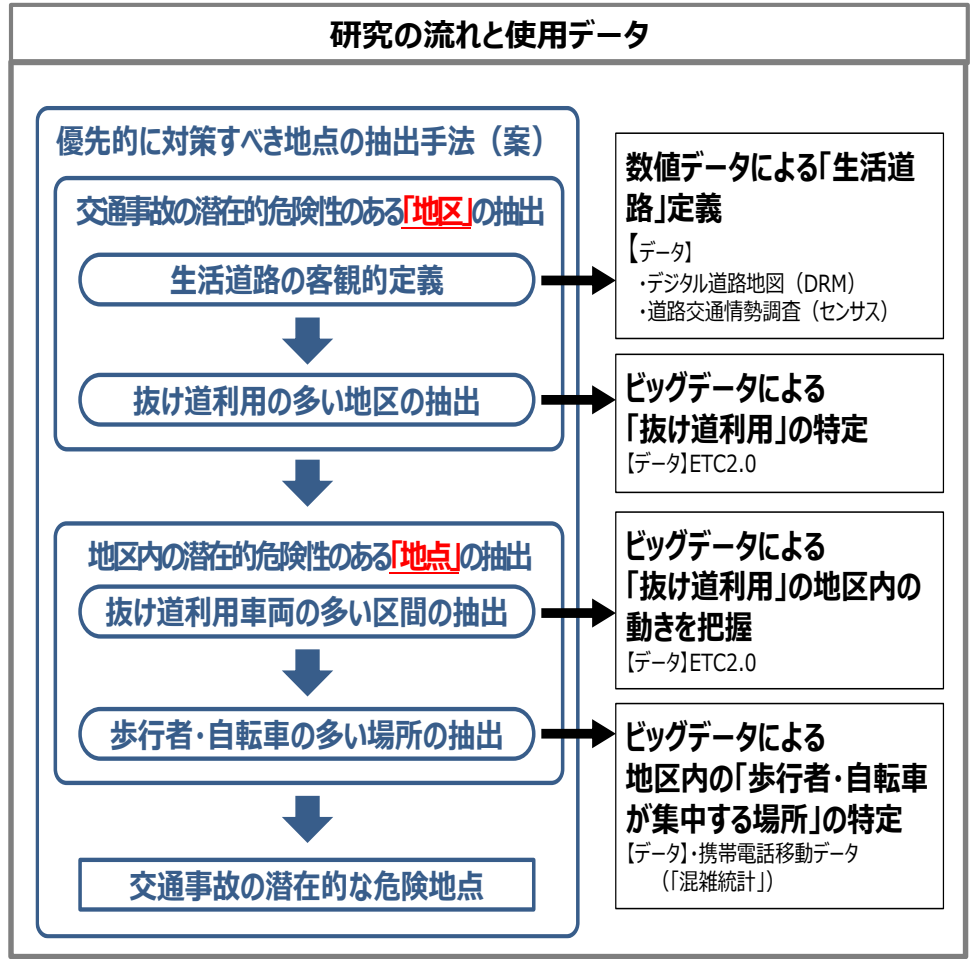 研究の流れと使用データ
優先的に対策すべき地点の抽出手法（案）
交通事故の潜在的危険性のある「地区」の抽出
生活道路の客観的定義
抜け道利用の多い地区の抽出
地区内の潜在的危険性のある「地点」の抽出
抜け道利用車両の多い区間の抽出
歩行者・自転車の多い場所の抽出
交通事故の潜在的な危険地点
数値データによる「生活道
路」定義
【データ】
・デジタル道路地図（DRM）
・道路交通情勢調査（センサス）
ビッグデータによる
「抜け道利用」の特定
【データ】ETC2.0
ビッグデータによる
「抜け道利用」の地区内の
動きを把握
【データ】ETC2.0
ビッグデータによる
地区内の「歩行者・自転車
が集中する場所」の特定
【データ】・携帯電話移動データ
（「混雑統計」）